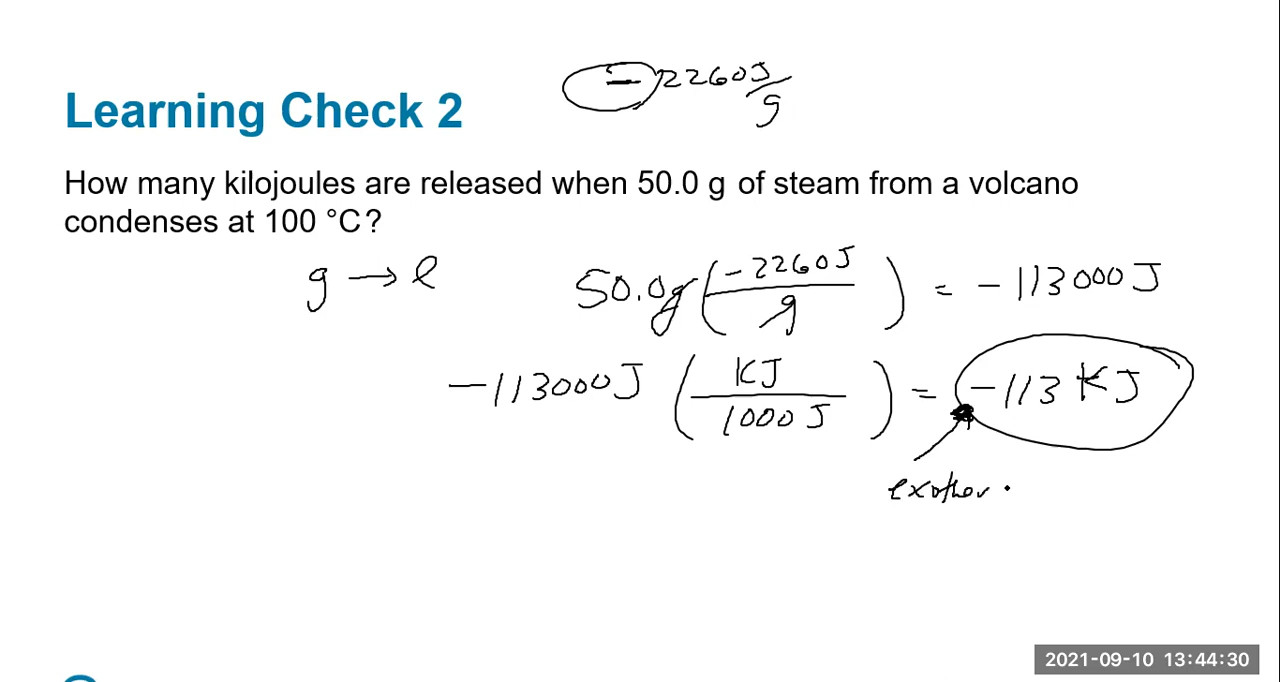 -2260J/g
Learning Check 2
How many kilojoules are released when 50.0 g of steam from a volcano
condenses at 100 °C?
g → l 50.0g (-2260J/g) = -113000J
-113000J (KJ/1000J) = -113 KJ
exother.
2021-09-10 13:44:30